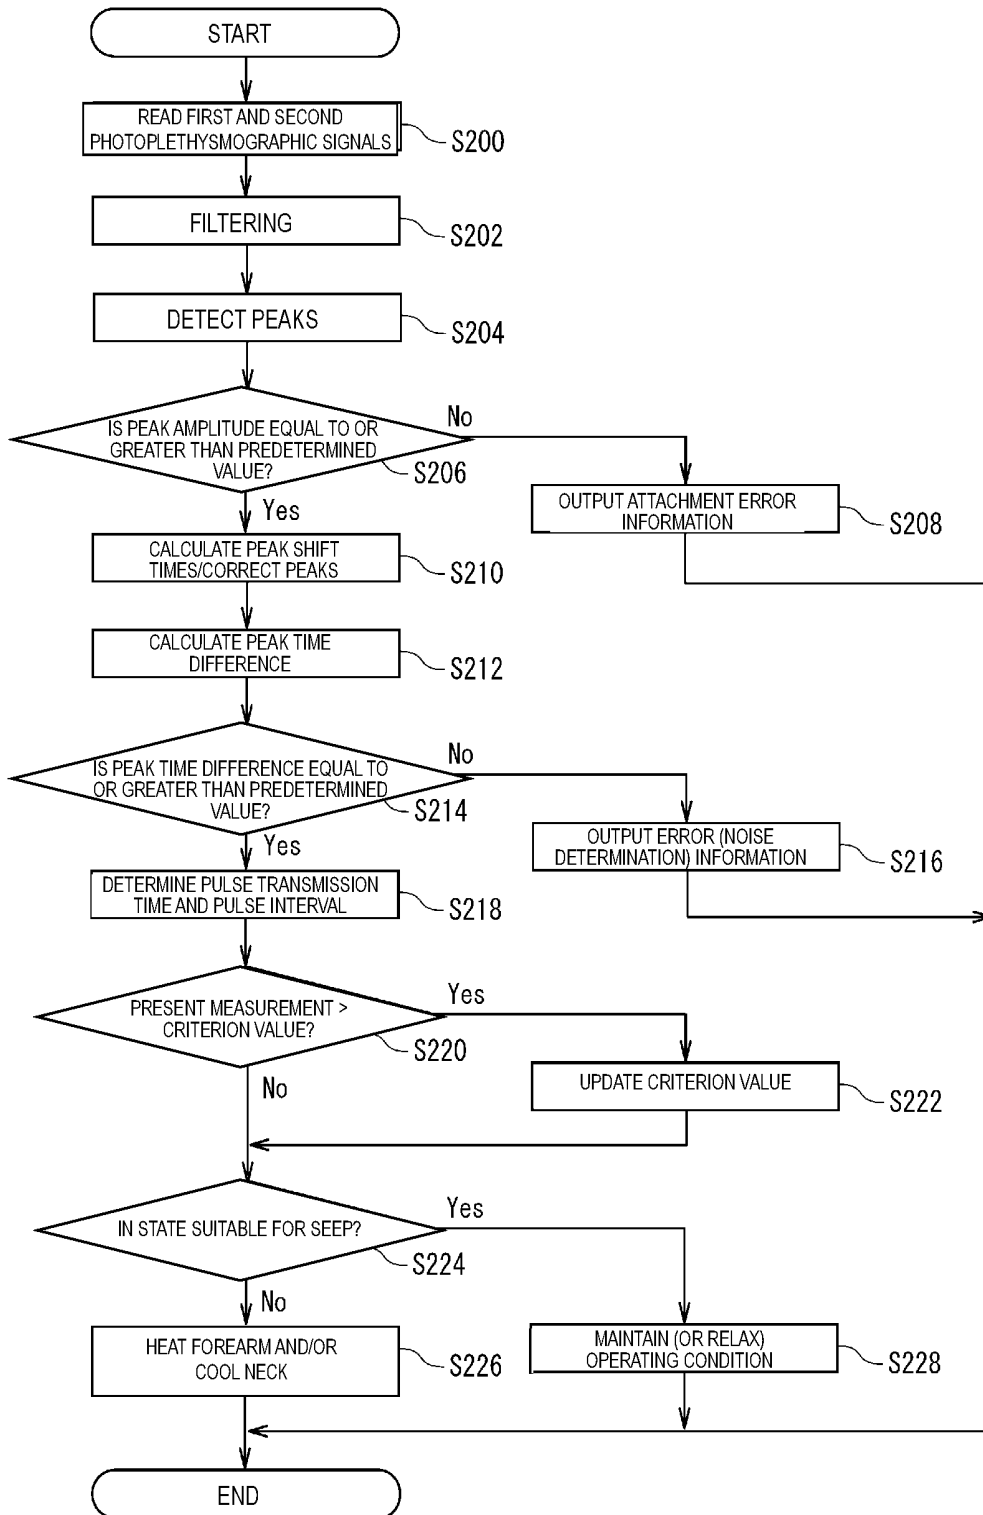 START
READ FIRST AND SECOND
PHOTOPLETHYSMOGRAPHIC SIGNALS
S200
FILTERING
S202
DETECT PEAKS
S204
IS PEAK AMPLITUDE EQUAL TO OR
GREATER THAN PREDETERMINED
VALUE?
S206
No
Yes
OUTPUT ATTACHMENT ERROR
INFORMATION
S208
CALCULATE PEAK SHIFT
TIMES/CORRECT PEAKS
S210
CALCULATE PEAK TIME
DIFFERENCE
S212
IS PEAK TIME DIFFERENCE EQUAL TO
OR GREATER THAN PREDETERMINED
VALUE?
S214
No
Yes
OUTPUT ERROR (NOISE
DETERMINATION) INFORMATION
S216
DETERMINE PULSE TRANSMISSION
TIME AND PULSE INTERVAL
S218
PRESENT MEASUREMENT >
CRITERION VALUE?
S220
Yes
No
UPDATE CRITERION VALUE
S222
IN STATE SUITABLE FOR SEEP?
S224
Yes
No
HEAT FOREARM AND/OR
COOL NECK
S226
MAINTAIN (OR RELAX)
OPERATING CONDITION
S228
END